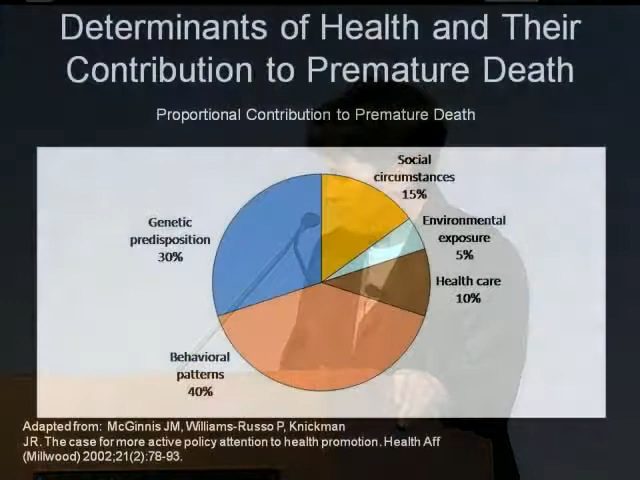 Determinants of Health and Their
Contribution to Premature Death
Proportional Contribution to Premature Death
Social
circumstances
15%
Environmental
exposure
5%
Health care
10%
Genetic
predisposition
30%
Behavioral
patterns
40%
Adapted from: McGinnis JM, Williams-Russo P, Knickman
JR. The case for more active policy attention to health promotion. Health Aff
(Millwood) 2002;21(2):78-93.